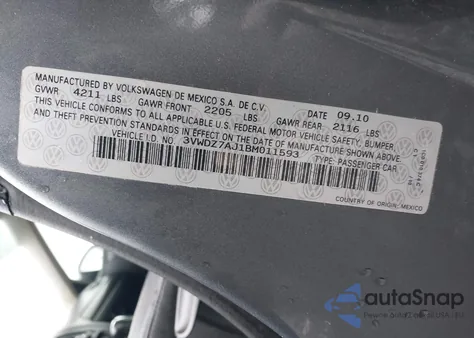 MANUFACTURED BY VOLKSWAGEN DE MEXICO S.A. DE C.V.
DATE 09.10
GVWR 4211 LBS GAWR FRONT 2205 LBS GAWR REAR 2116 LBS
THIS VEHICLE CONFORMS TO ALL APPLICABLE U.S. FEDERAL MOTOR VEHICLE SAFETY, BUMPER,
AND THEFT PREVENTION STANDARDS IN EFFECT ON THE DATE OF MANUFACTURE SHOWN ABOVE.
VEHICLE I.D. NO. 3VWDZ7AJ1BM011593 TYPE: PASSENGER CAR
COUNTRY OF ORIGIN: MEXICO
autoSnap